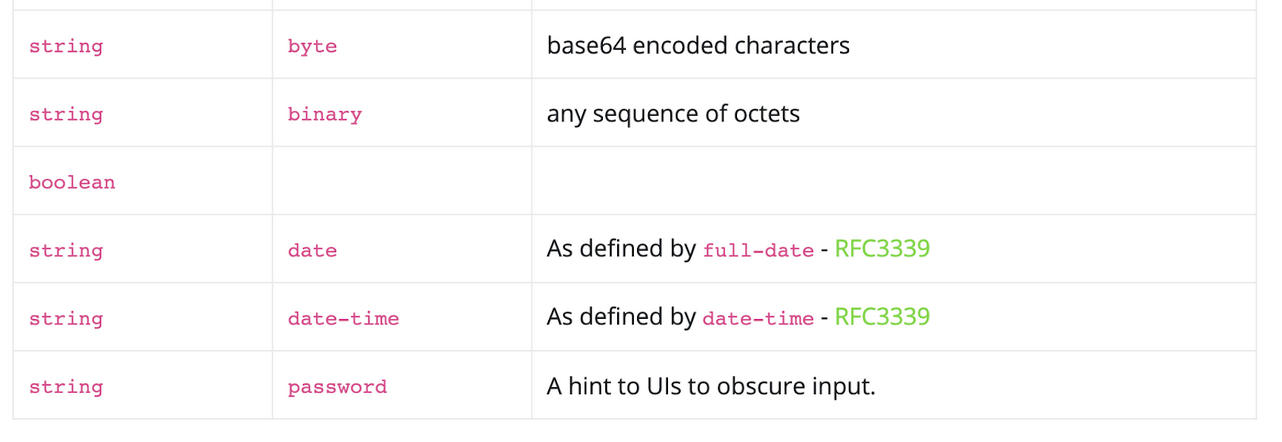 string byte base64 encoded characters
string binary any sequence of octets
boolean
string date As defined by full-date - RFC3339
string date-time As defined by date-time - RFC3339
string password A hint to UIs to obscure input.